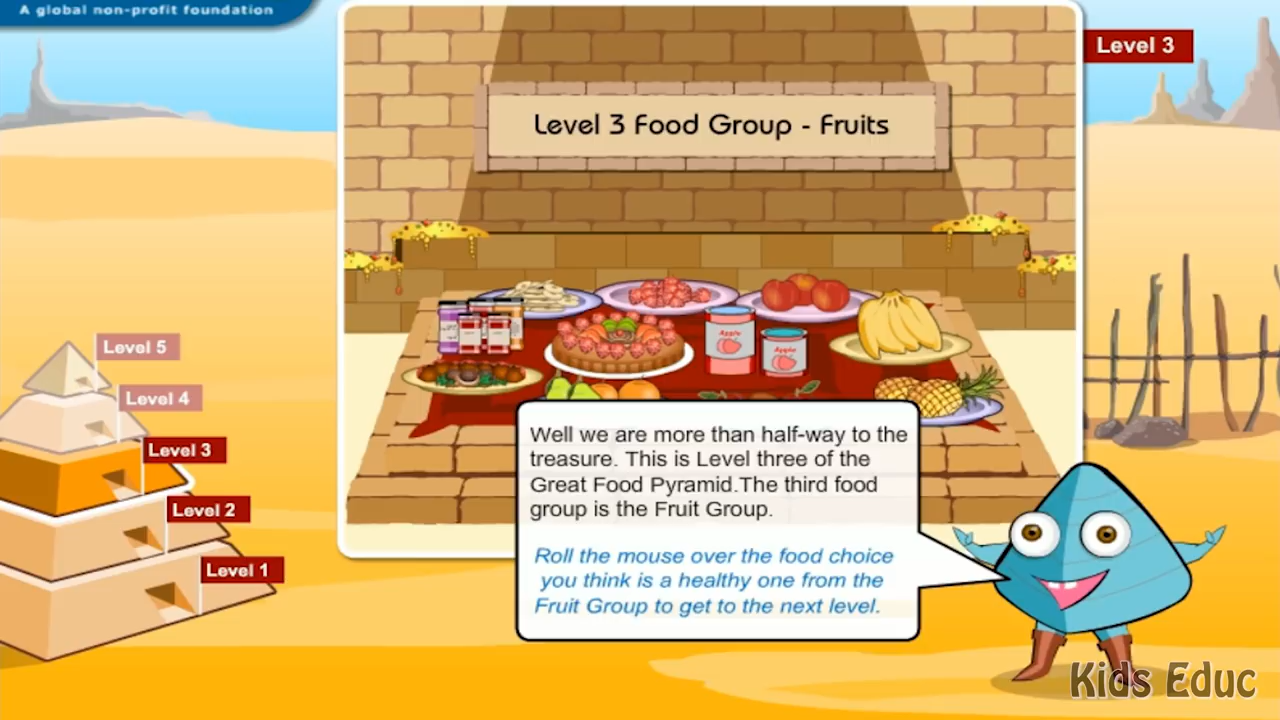 A global non-profit foundation
Level 3
Level 3 Food Group - Fruits
Apple
Apple
Level 5
Level 4
Level 3
Level 2
Level 1
Well we are more than half-way to the
treasure. This is Level three of the
Great Food Pyramid.The third food
group is the Fruit Group.
Roll the mouse over the food choice
you think is a healthy one from the
Fruit Group to get to the next level.
Kids Educ